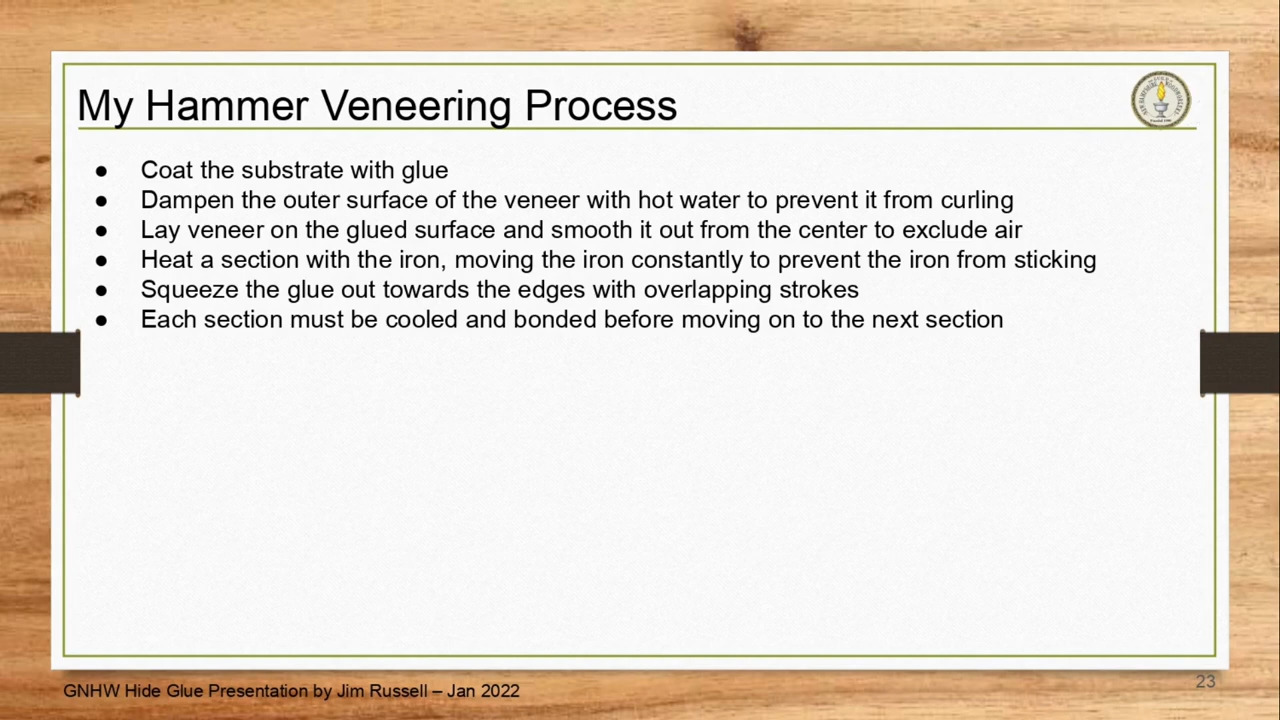 My Hammer Veneering Process
● Coat the substrate with glue
● Dampen the outer surface of the veneer with hot water to prevent it from curling
● Lay veneer on the glued surface and smooth it out from the center to exclude air
● Heat a section with the iron, moving the iron constantly to prevent the iron from sticking
● Squeeze the glue out towards the edges with overlapping strokes
● Each section must be cooled and bonded before moving on to the next section
GNHW Hide Glue Presentation by Jim Russell – Jan 2022
23